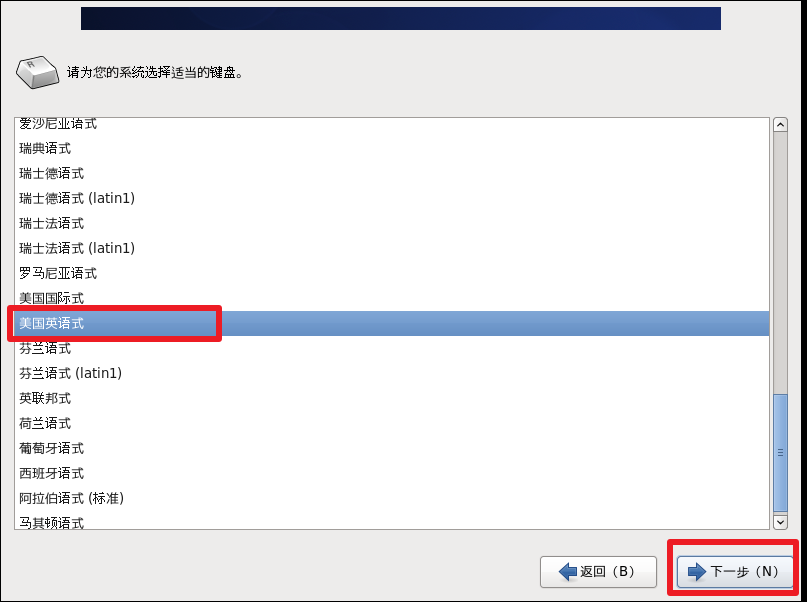 请为您的系统选择适当的键盘。
爱沙尼亚语式
瑞典语式
瑞士德语式
瑞士德语式 (latin1)
瑞士法语式
瑞士法语式 (latin1)
罗马尼亚语式
美国国际式
美国英语式
芬兰语式
芬兰语式 (latin1)
英联邦式
荷兰语式
葡萄牙语式
西班牙语式
阿拉伯语式 (标准)
马其顿语式
返回（B） 下一步（N）